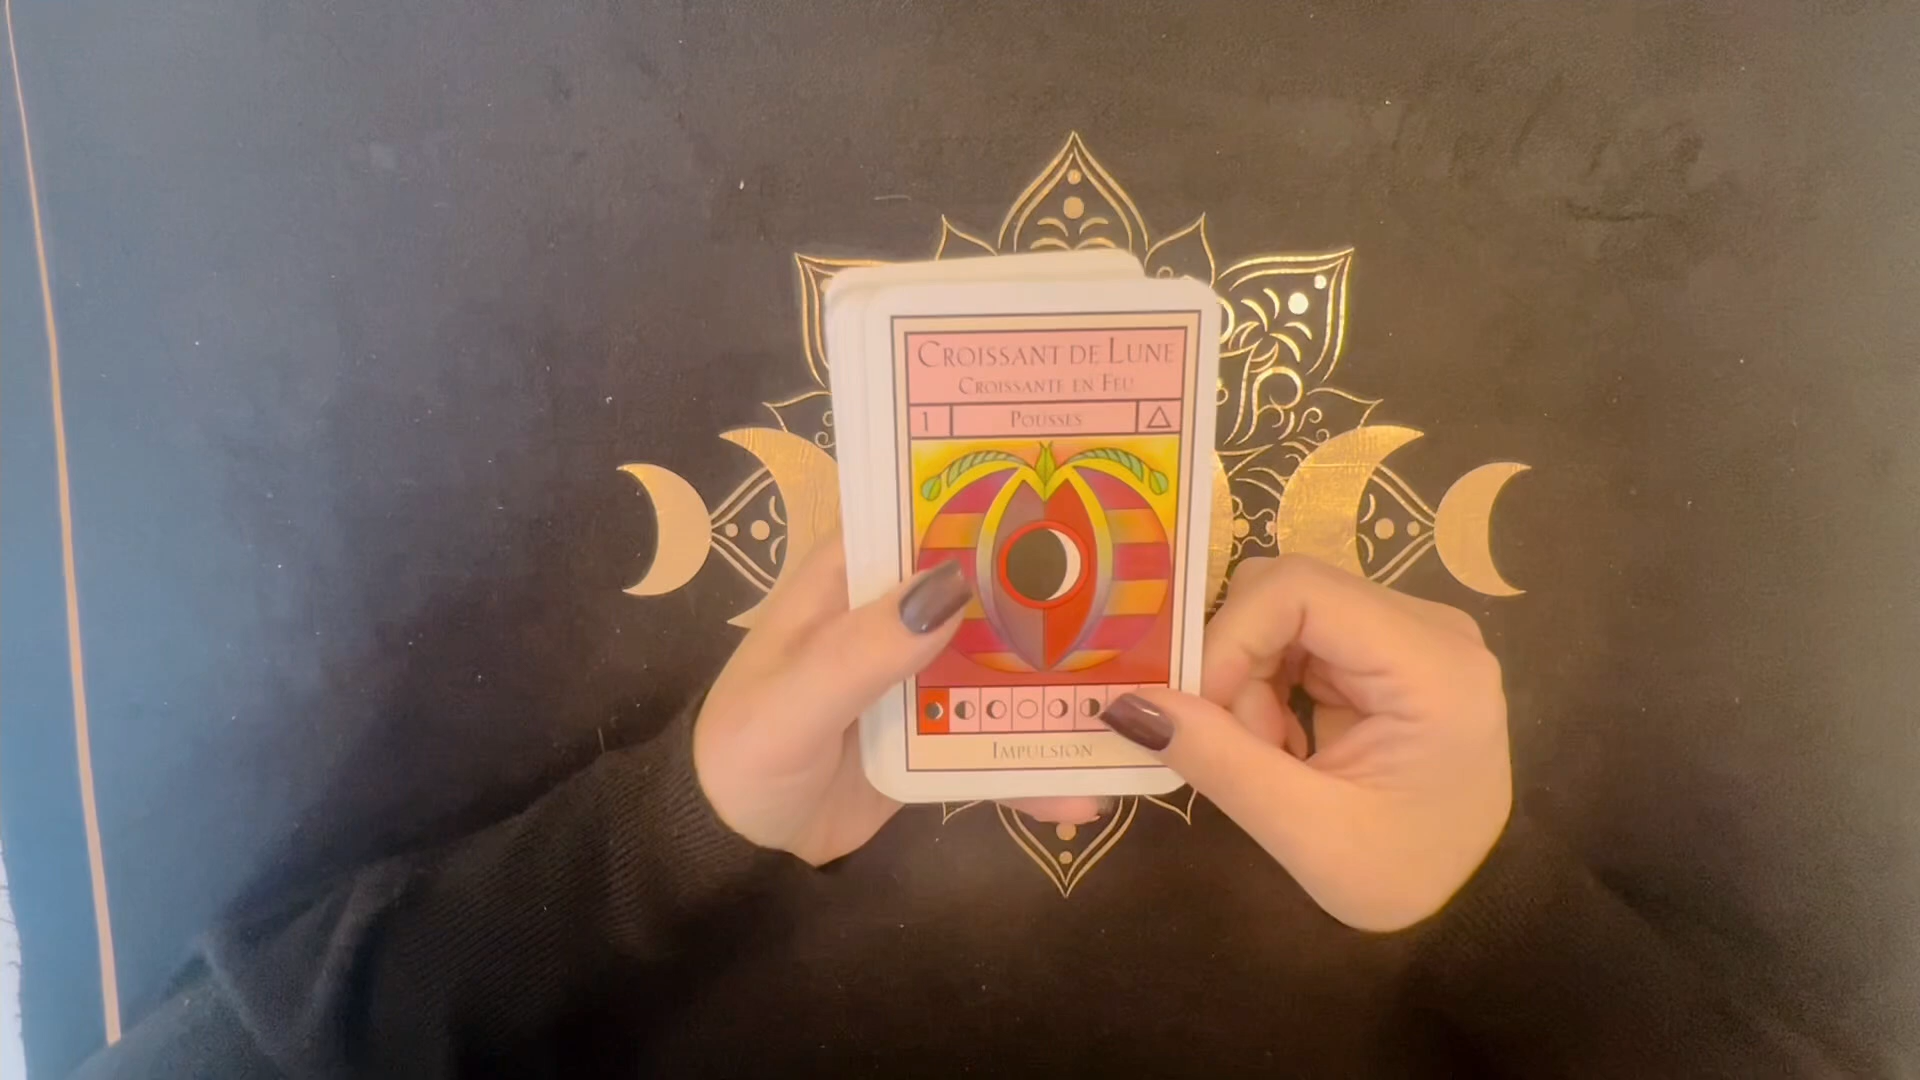 CROISSANT DE LUNE
CROISSANTE EN FEU
1 POUSSES
IMPULSION